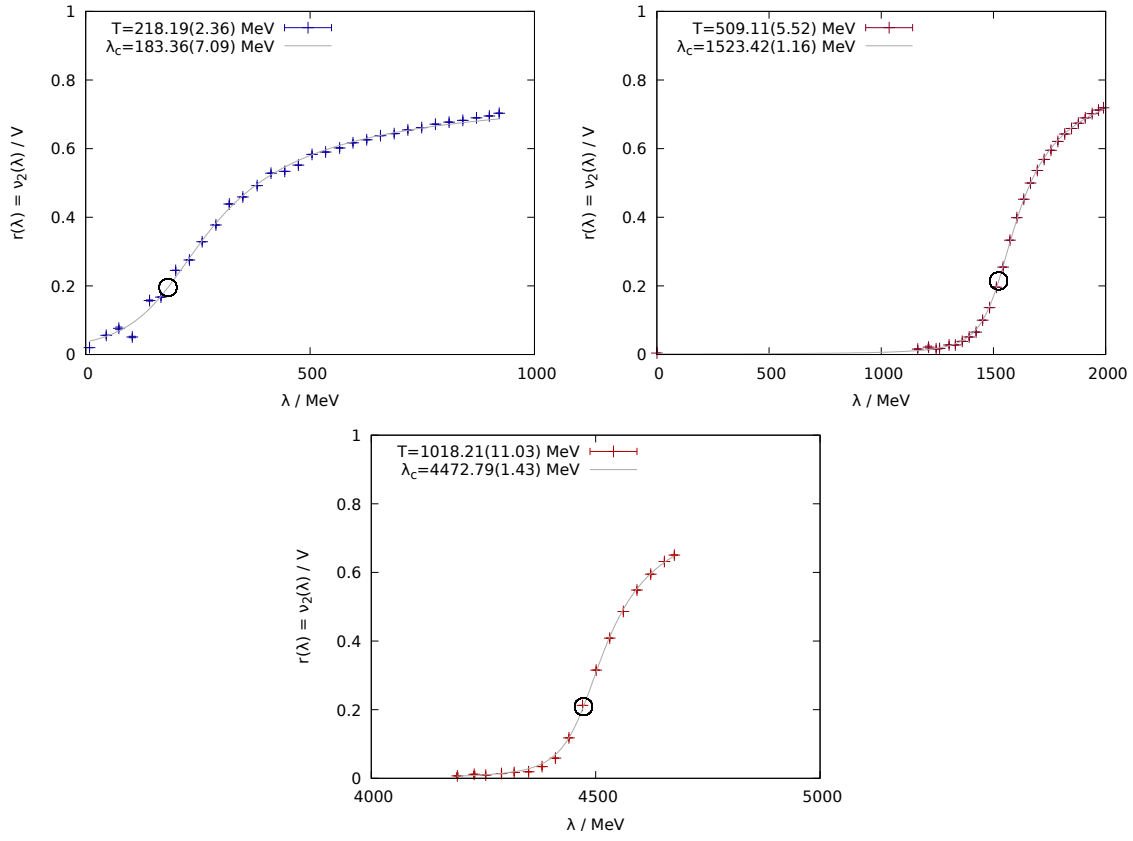 T=218.19(2.36) MeV
λc=183.36(7.09) MeV
1
0.8
0.6
0.4
0.2
0
r(λ) = ν2(λ) / V
0 500 1000
λ / MeV
T=509.11(5.52) MeV
λc=1523.42(1.16) MeV
1
0.8
0.6
0.4
0.2
0
r(λ) = ν2(λ) / V
0 500 1000 1500 2000
λ / MeV
T=1018.21(11.03) MeV
λc=4472.79(1.43) MeV
1
0.8
0.6
0.4
0.2
0
r(λ) = ν2(λ) / V
4000 4500 5000
λ / MeV